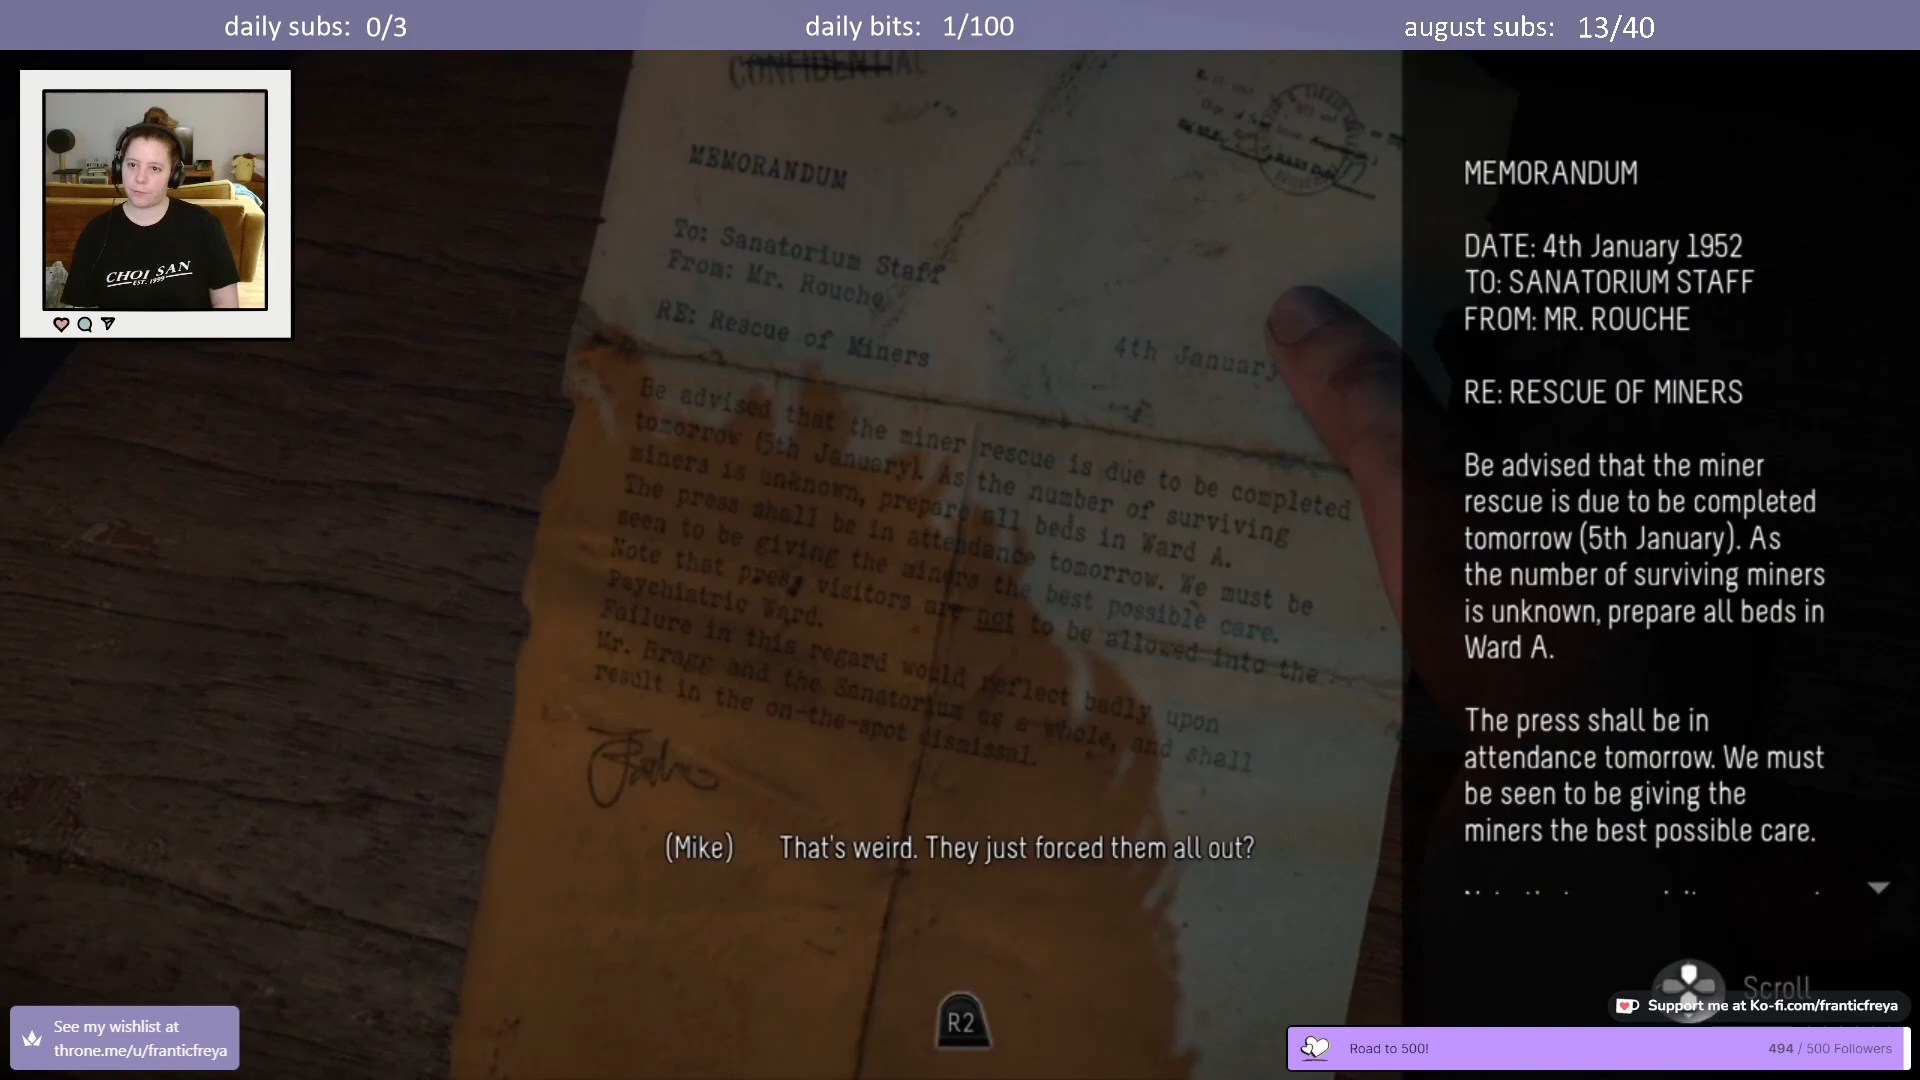 daily subs: 0/3
daily bits: 1/100
august subs: 13/40
CHOI SAN
EST. 1999
CONFIDENTIAL
MEMORANDUM
To: Sanatorium Staff
From: Mr. Rouche
RE: Rescue of Miners
4th January
Be advised that the miner rescue is due to be completed
tomorrow (5th January). As the number of surviving
miners is unknown, prepare all beds in Ward A.
The press shall be in attendance tomorrow. We must be
seen to be giving the miners the best possible care.
Note that press visitors are not to be allowed into the
Psychiatric Ward.
Failure in this regard would reflect badly upon
Mr. Bragg and the Sanatorium as a whole, and shall
result in the on-the-spot dismissal.
(Mike) That's weird. They just forced them all out?
R2
MEMORANDUM
DATE: 4th January 1952
TO: SANATORIUM STAFF
FROM: MR. ROUCHE
RE: RESCUE OF MINERS
Be advised that the miner
rescue is due to be completed
tomorrow (5th January). As
the number of surviving miners
is unknown, prepare all beds in
Ward A.
The press shall be in
attendance tomorrow. We must
be seen to be giving the
miners the best possible care.
Scroll
Support me at Ko-fi.com/franticfreya
See my wishlist at
throne.me/u/franticfreya
Road to 500!
494 / 500 Followers